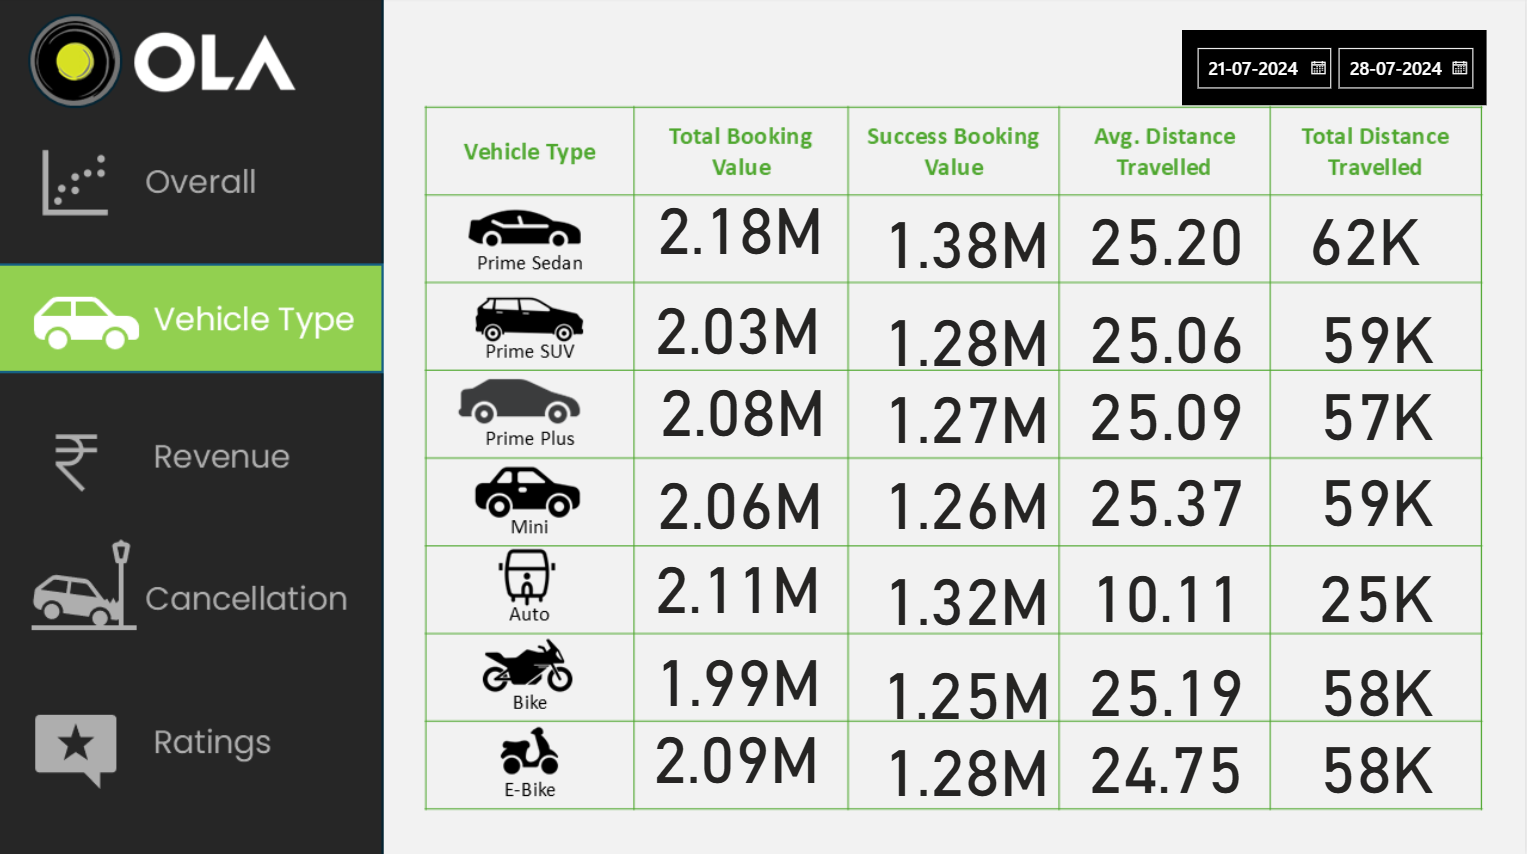 OLA
Overall
Vehicle Type
₹ Revenue
Cancellation
Ratings
21-07-2024 28-07-2024
Vehicle Type
Total Booking
Value
Success Booking
Value
Avg. Distance
Travelled
Total Distance
Travelled
Prime Sedan 2.18M 1.38M 25.20 62K
Prime SUV 2.03M 1.28M 25.06 59K
Prime Plus 2.08M 1.27M 25.09 57K
Mini 2.06M 1.26M 25.37 59K
Auto 2.11M 1.32M 10.11 25K
Bike 1.99M 1.25M 25.19 58K
E-Bike 2.09M 1.28M 24.75 58K